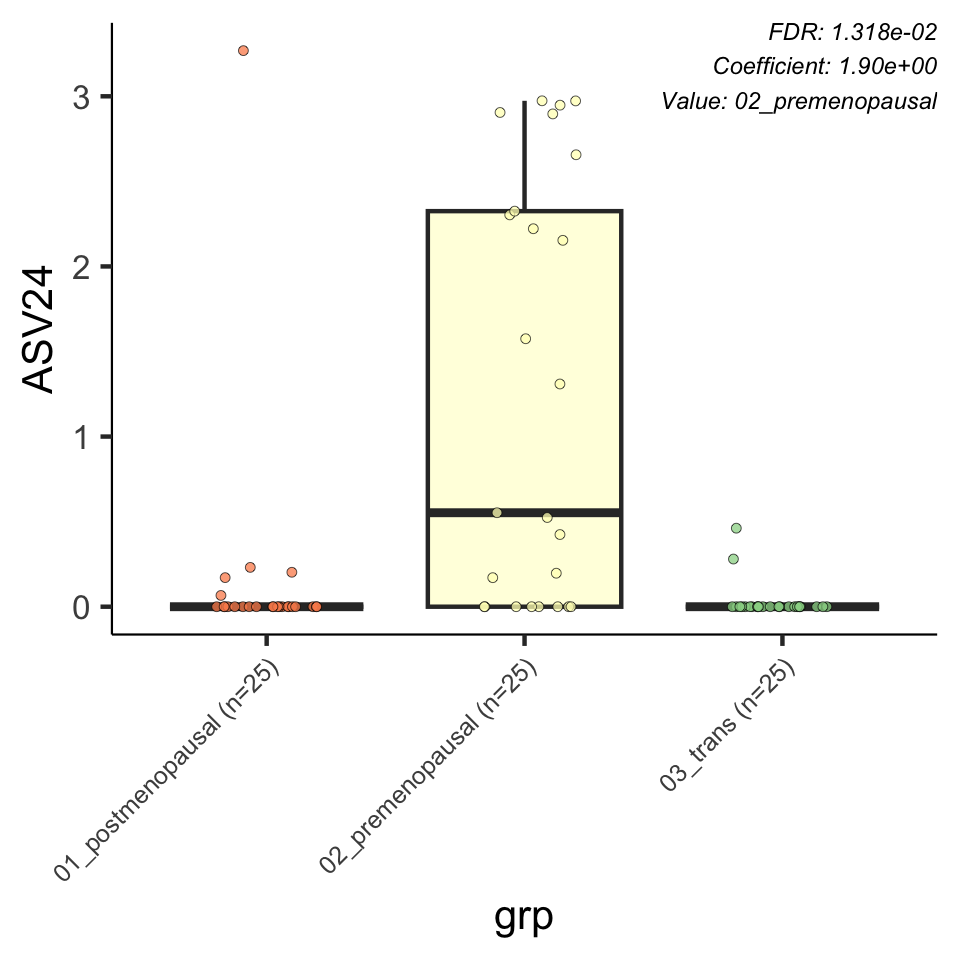 FDR: 1.318e-02
Coefficient: 1.90e+00
Value: 02_premenopausal
3
2
1
0
ASV24
01_postmenopausal (n=25)
02_premenopausal (n=25)
03_trans (n=25)
grp